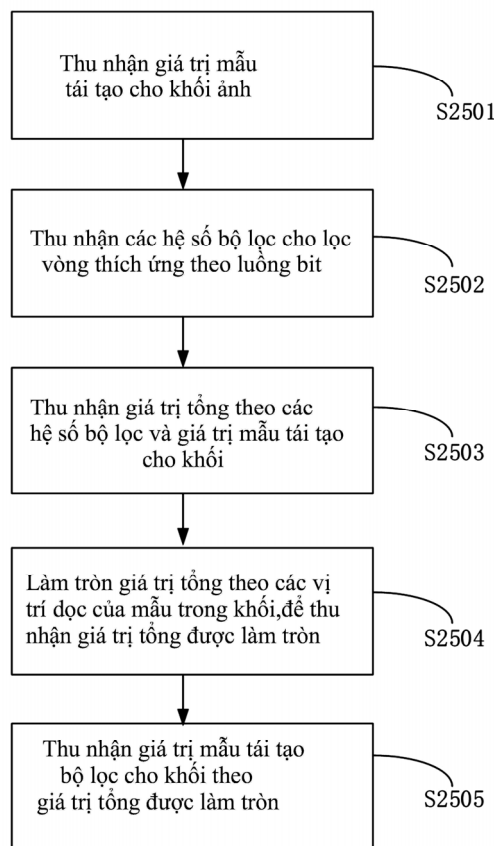 Thu nhận giá trị mẫu
tái tạo cho khối ảnh
S2501
Thu nhận các hệ số bộ lọc cho lọc
vòng thích ứng theo luồng bit
S2502
Thu nhận giá trị tổng theo các
hệ số bộ lọc và giá trị mẫu tái tạo
cho khối
S2503
Làm tròn giá trị tổng theo các vị
trí dọc của mẫu trong khối,để thu
nhận giá trị tổng được làm tròn
S2504
Thu nhận giá trị mẫu tái tạo
bộ lọc cho khối theo
giá trị tổng được làm tròn
S2505